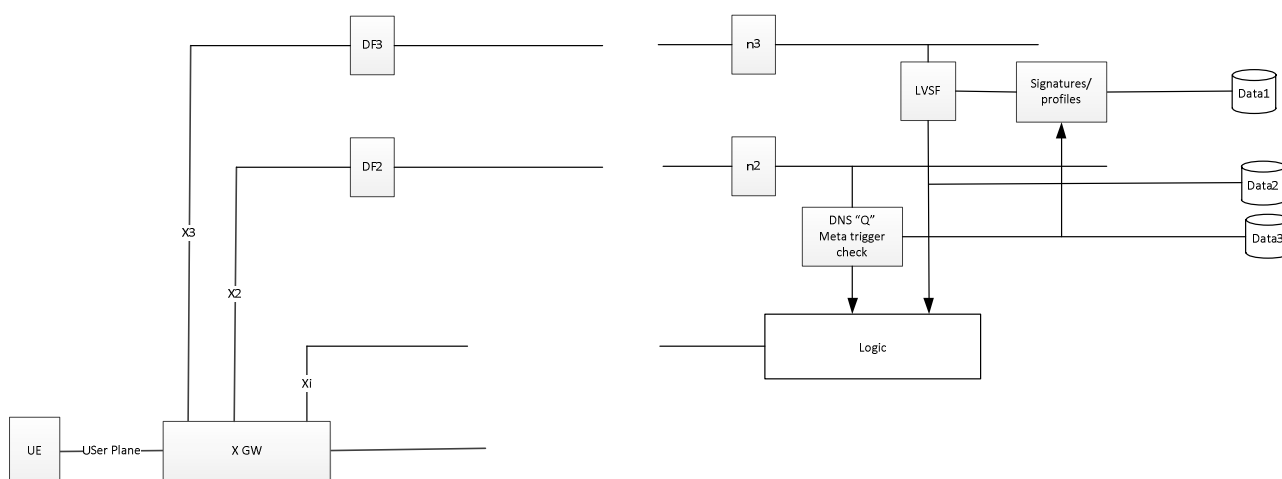 DF3
n3
LVSF
Signatures/
profiles
Data1
DF2
n2
Data2
X3
DNS “Q”
Meta trigger
check
Data3
X2
Logic
Xi
UE
USer Plane
X GW